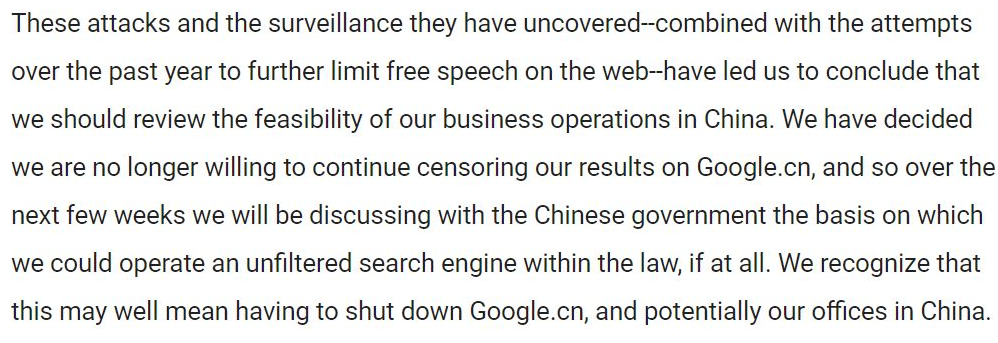 These attacks and the surveillance they have uncovered--combined with the attempts
over the past year to further limit free speech on the web--have led us to conclude that
we should review the feasibility of our business operations in China. We have decided
we are no longer willing to continue censoring our results on Google.cn, and so over the
next few weeks we will be discussing with the Chinese government the basis on which
we could operate an unfiltered search engine within the law, if at all. We recognize that
this may well mean having to shut down Google.cn, and potentially our offices in China.